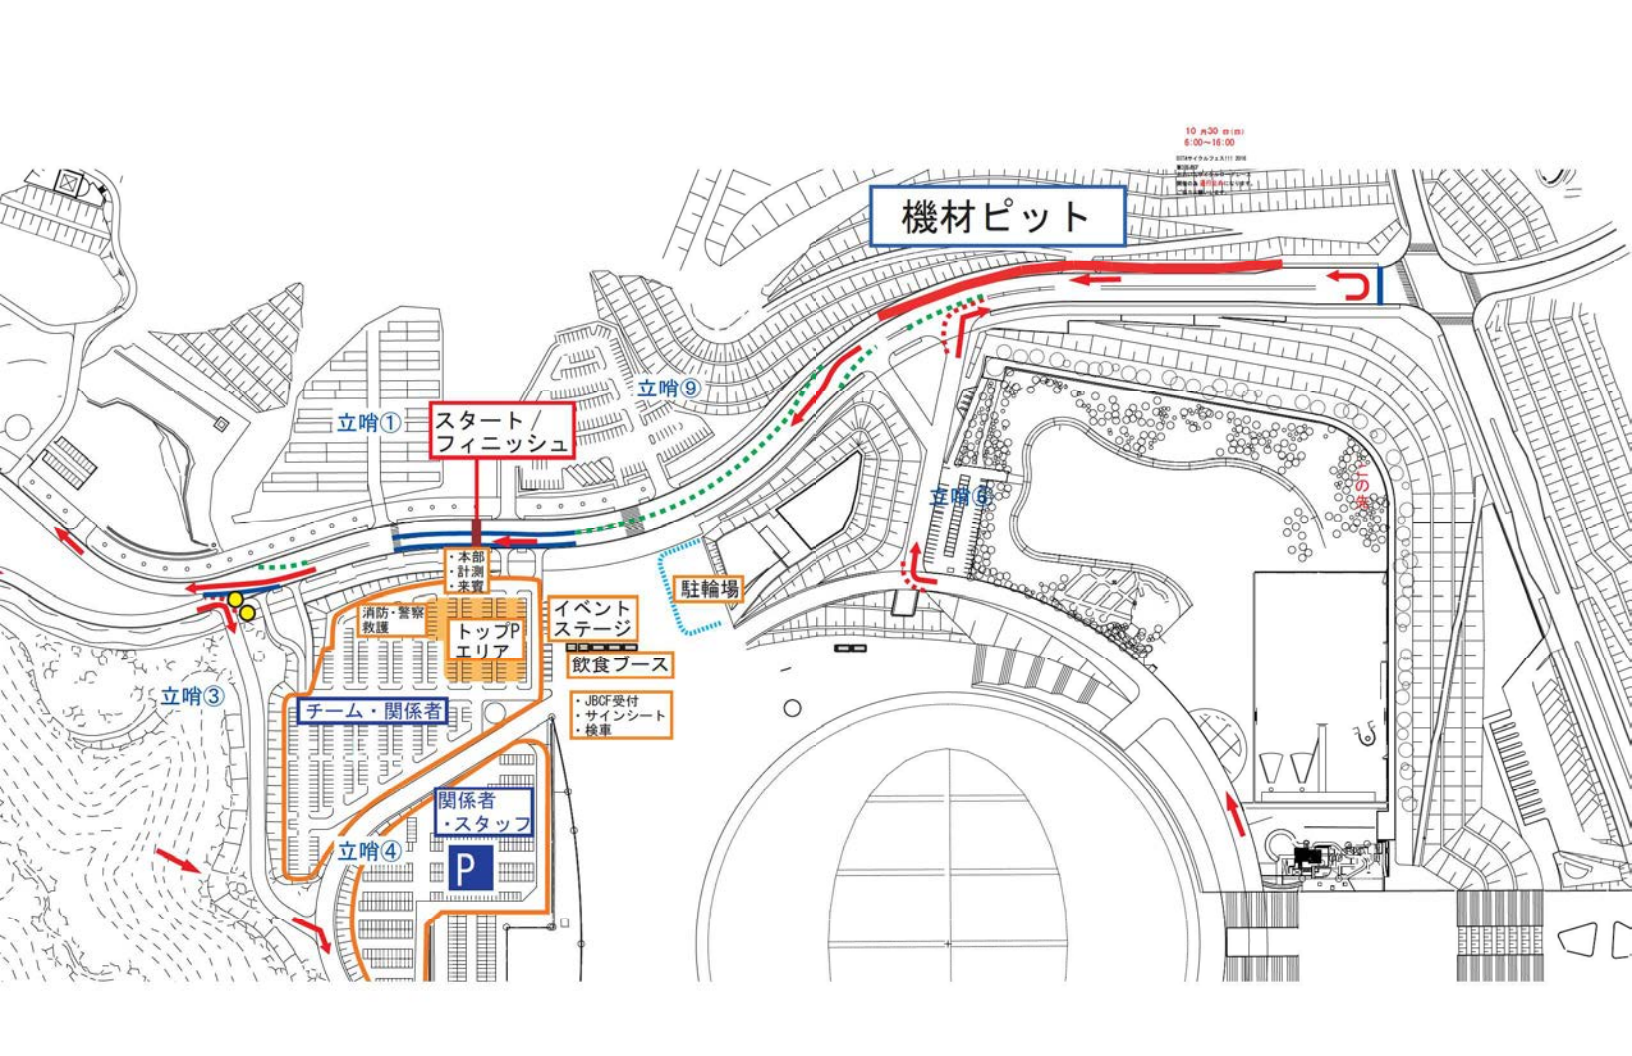 10 月30 日(日)
6:00～16:00
機材ピット
立哨⑨
立哨①
スタート/
フィニッシュ
この先
立哨⑥
・本部
・計測
・来賓
駐輪場
消防・警察
救護
イベント
ステージ
トップP
エリア
飲食ブース
立哨③
チーム・関係者
・JBCF受付
・サインシート
・検車
関係者
・スタッフ
立哨④
P